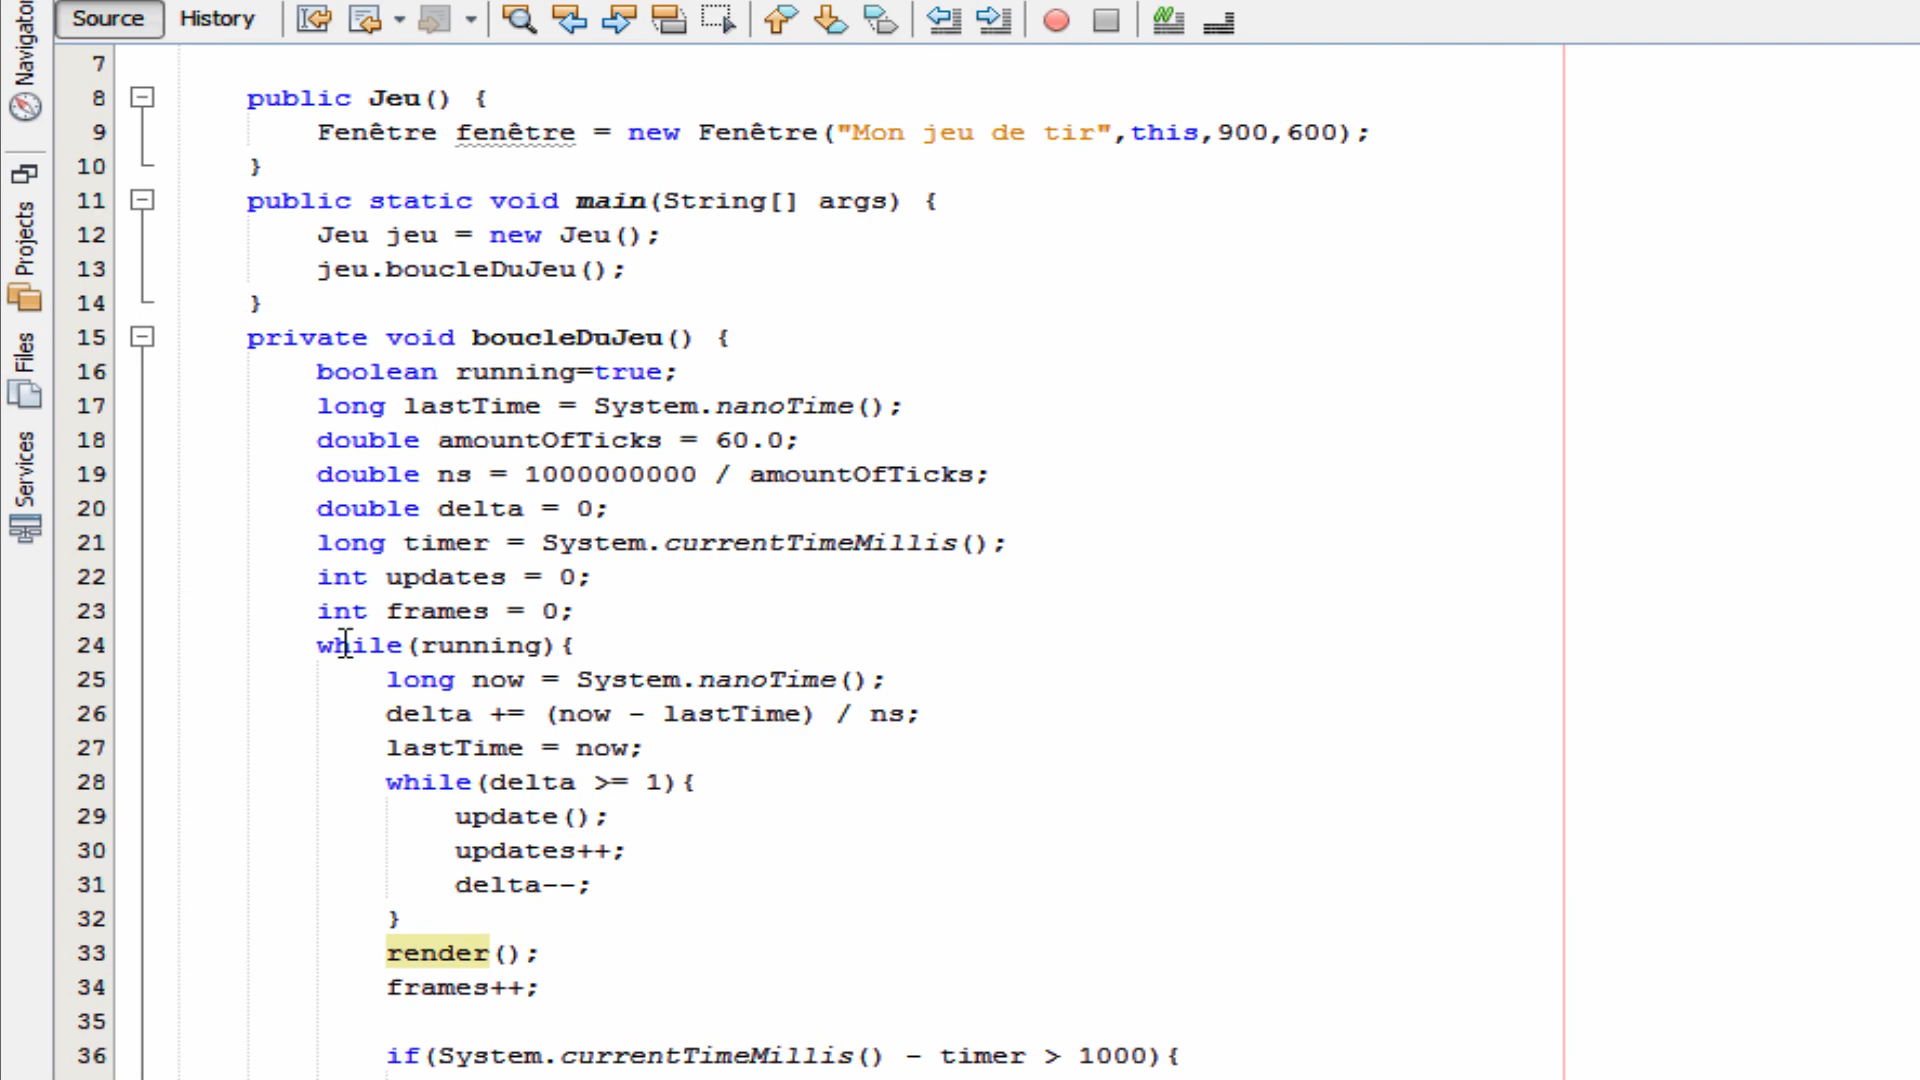 Source History
Navigator
Projects
Files
Services
7
8 public Jeu() {
9 Fenêtre fenêtre = new Fenêtre("Mon jeu de tir",this,900,600);
10 }
11 public static void main(String[] args) {
12 Jeu jeu = new Jeu();
13 jeu.boucleDuJeu();
14 }
15 private void boucleDuJeu() {
16 boolean running=true;
17 long lastTime = System.nanoTime();
18 double amountOfTicks = 60.0;
19 double ns = 1000000000 / amountOfTicks;
20 double delta = 0;
21 long timer = System.currentTimeMillis();
22 int updates = 0;
23 int frames = 0;
24 while(running){
25 long now = System.nanoTime();
26 delta += (now - lastTime) / ns;
27 lastTime = now;
28 while(delta >= 1){
29 update();
30 updates++;
31 delta--;
32 }
33 render();
34 frames++;
35
36 if(System.currentTimeMillis() - timer > 1000){